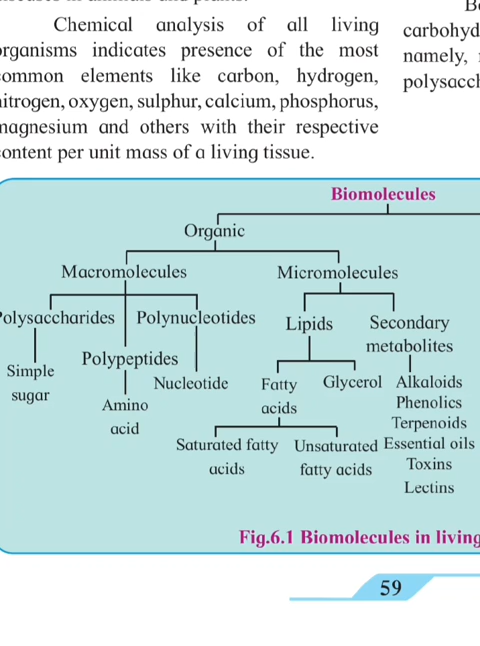 Chemical analysis of all living
organisms indicates presence of the most
common elements like carbon, hydrogen,
nitrogen, oxygen, sulphur, calcium, phosphorus,
magnesium and others with their respective
content per unit mass of a living tissue.
carbohyd
namely,
polysacch
Biomolecules
Organic
Macromolecules Micromolecules
Polysaccharides Polynucleotides Lipids Secondary
metabolites
Simple
sugar
Polypeptides
Nucleotide
Amino
acid
Fatty
acids
Glycerol
Alkaloids
Phenolics
Terpenoids
Essential oils
Toxins
Lectins
Saturated fatty
acids
Unsaturated
fatty acids
Fig.6.1 Biomolecules in living
59